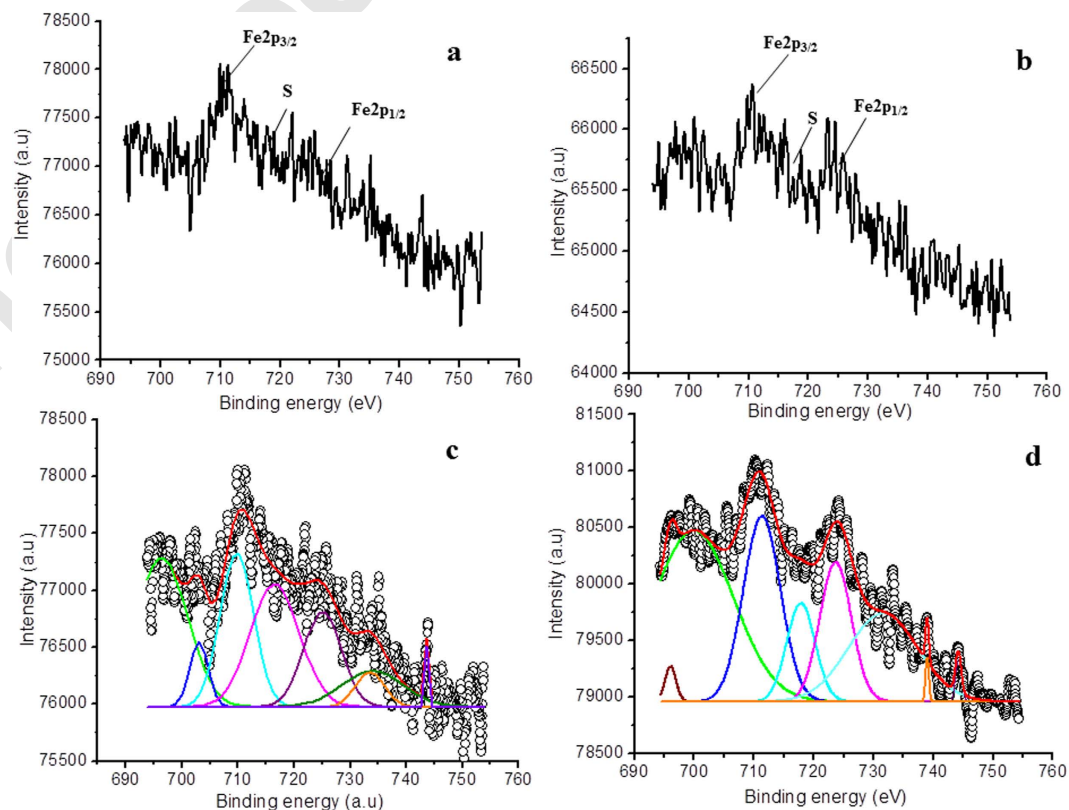 a
Fe2p3/2
S
Fe2p1/2
Intensity (a.u)
78500
78000
77500
77000
76500
76000
75500
75000
690 700 710 720 730 740 750 760
Binding energy (eV)
b
Fe2p3/2
S
Fe2p1/2
Intensity (a.u)
66500
66000
65500
65000
64500
64000
690 700 710 720 730 740 750 760
Binding energy (eV)
c
Intensity (a.u)
78500
78000
77500
77000
76500
76000
75500
690 700 710 720 730 740 750 760
Binding energy (a.u)
d
Intensity (a.u)
81500
81000
80500
80000
79500
79000
78500
690 700 710 720 730 740 750 760
Binding energy (eV)